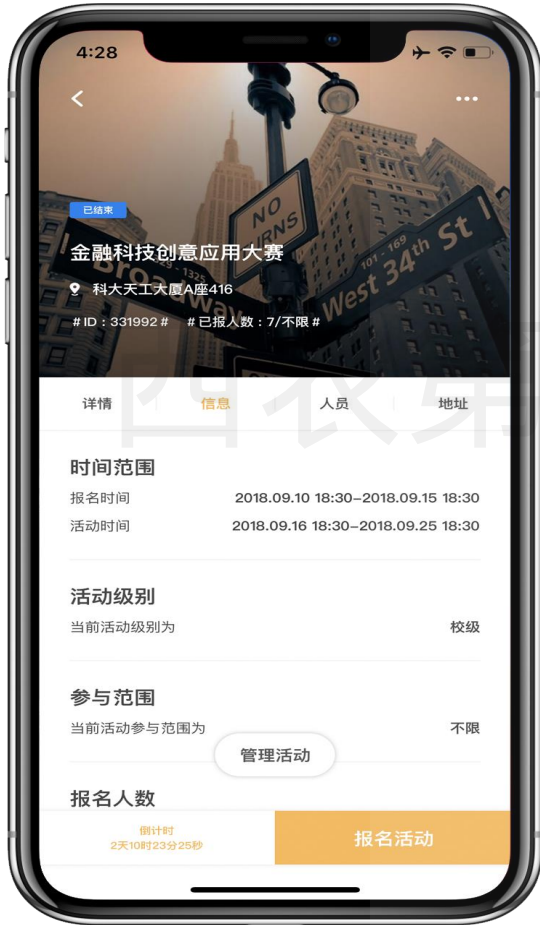 4:28
已结束
NO
TURNS
Broadway
1325
101 - 169
West 34th St
金融科技创意应用大赛
科大天工大厦A座416
#ID：331992# #已报人数：7/不限#
详情 信息 人员 地址
时间范围
报名时间 2018.09.10 18:30-2018.09.15 18:30
活动时间 2018.09.16 18:30-2018.09.25 18:30
活动级别
当前活动级别为 校级
参与范围
当前活动参与范围为 不限
管理活动
报名人数
倒计时
2天10时23分25秒
报名活动